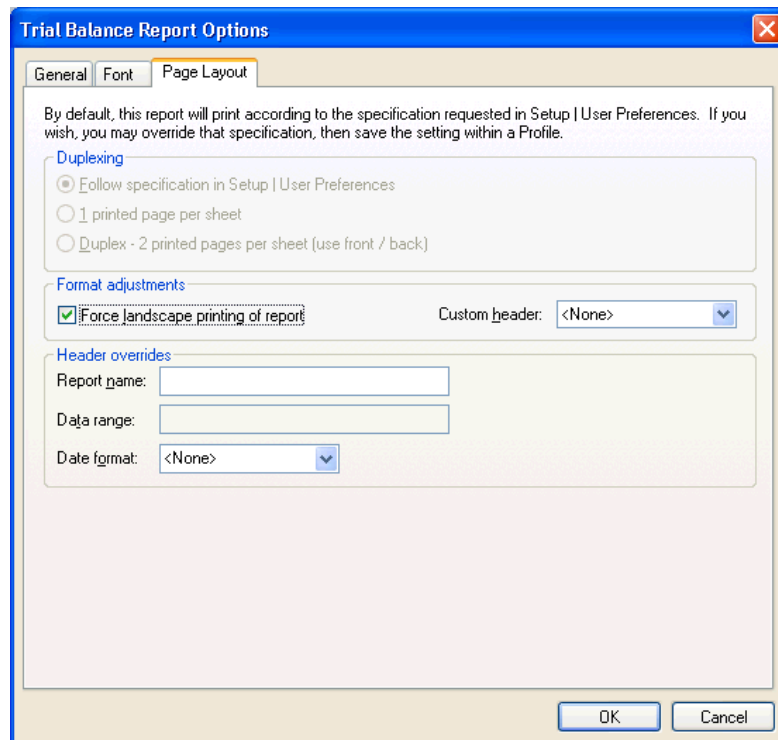 Trial Balance Report Options
General Font Page Layout
By default, this report will print according to the specification requested in Setup | User Preferences. If you
wish, you may override that specification, then save the setting within a Profile.
Duplexing
Follow specification in Setup | User Preferences
1 printed page per sheet
Duplex - 2 printed pages per sheet (use front / back)
Format adjustments
Force landscape printing of report Custom header: <None>
Header overrides
Report name:
Data range:
Date format: <None>
OK Cancel